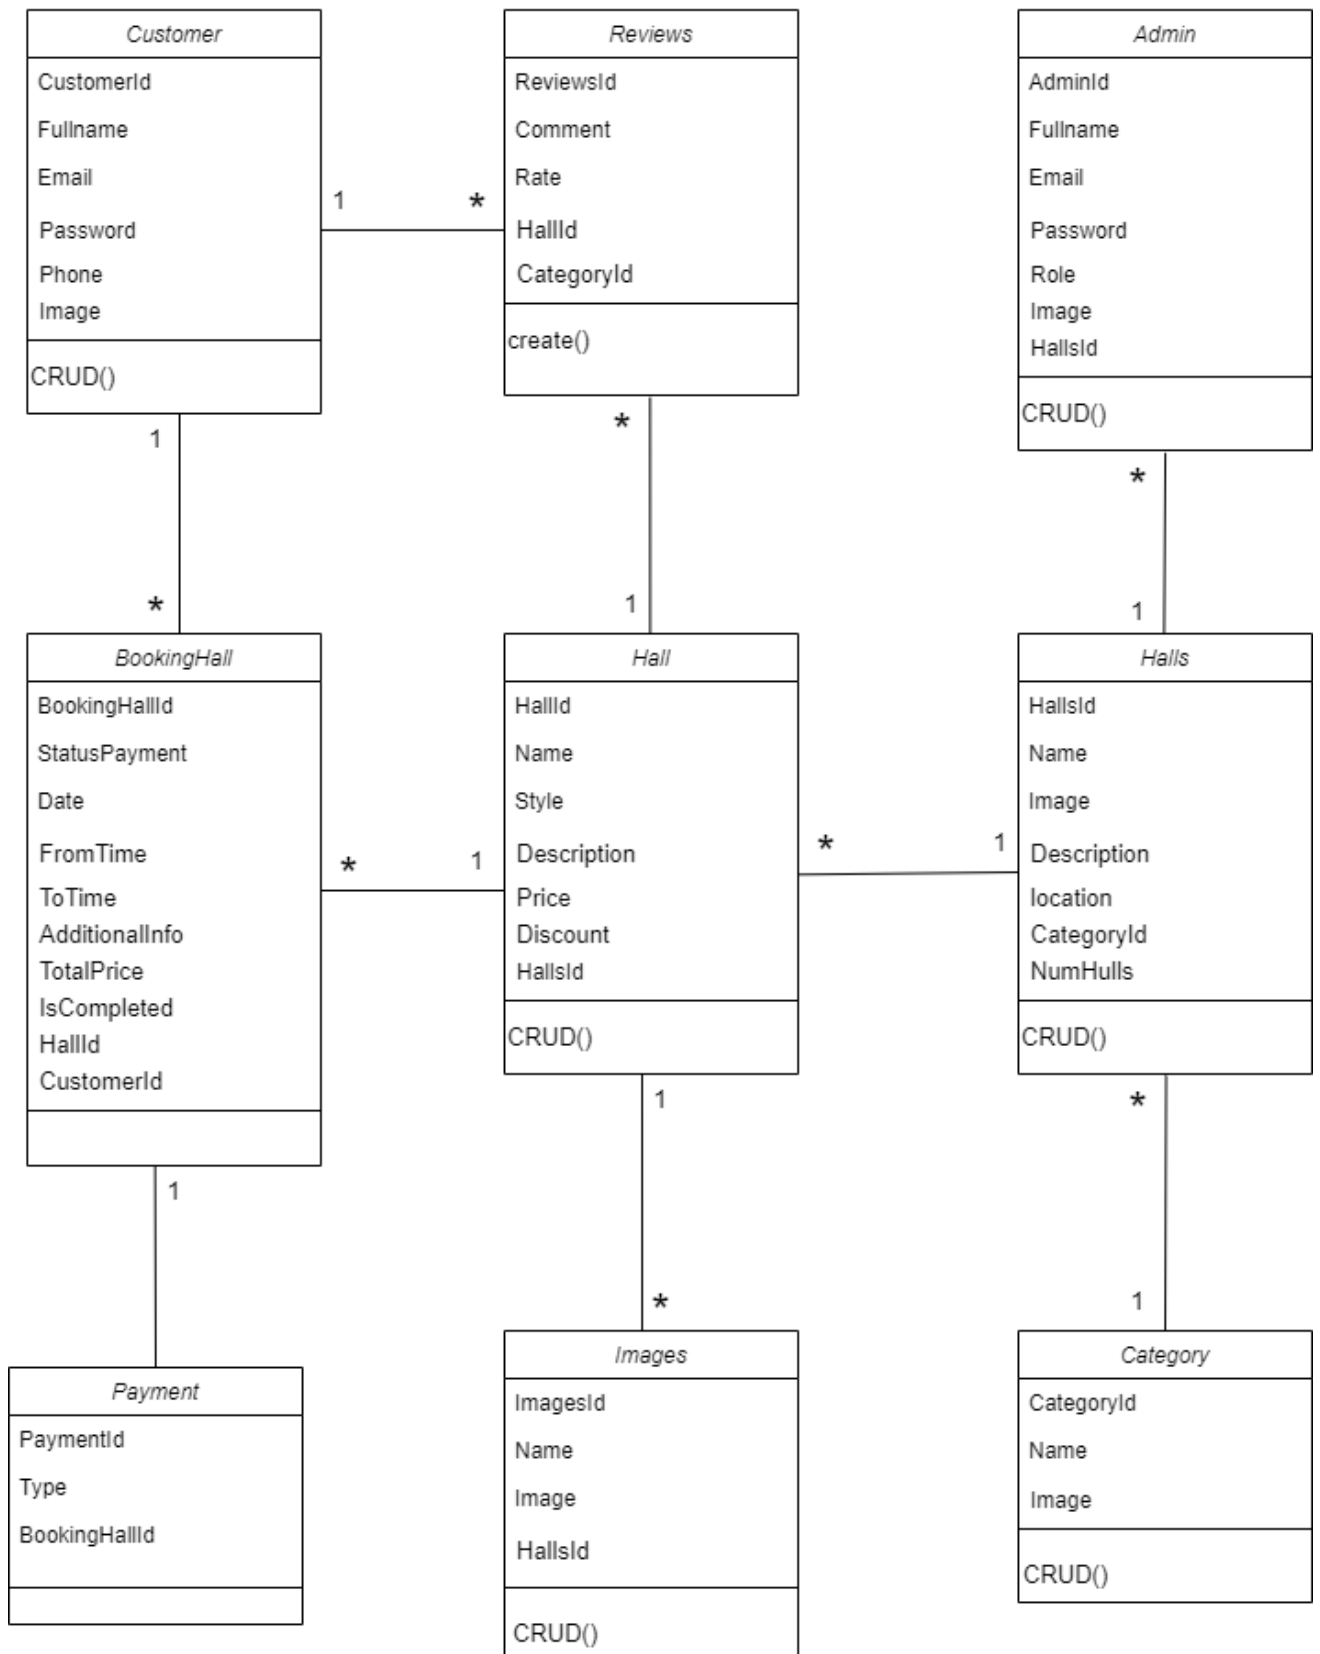 Customer
CustomerId
Fullname
Email
Password
Phone
Image
CRUD()
1
*
Reviews
ReviewsId
Comment
Rate
HallId
CategoryId
create()
Admin
AdminId
Fullname
Email
Password
Role
Image
HallsId
CRUD()
1
*
*
1
*
1
BookingHall
BookingHallId
StatusPayment
Date
FromTime
ToTime
AdditionalInfo
TotalPrice
IsCompleted
HallId
CustomerId
*
1
Hall
HallId
Name
Style
Description
Price
Discount
HallsId
CRUD()
*
1
Halls
HallsId
Name
Image
Description
location
CategoryId
NumHulls
CRUD()
1
1
*
*
1
Payment
PaymentId
Type
BookingHallId
Images
ImagesId
Name
Image
HallsId
CRUD()
Category
CategoryId
Name
Image
CRUD()